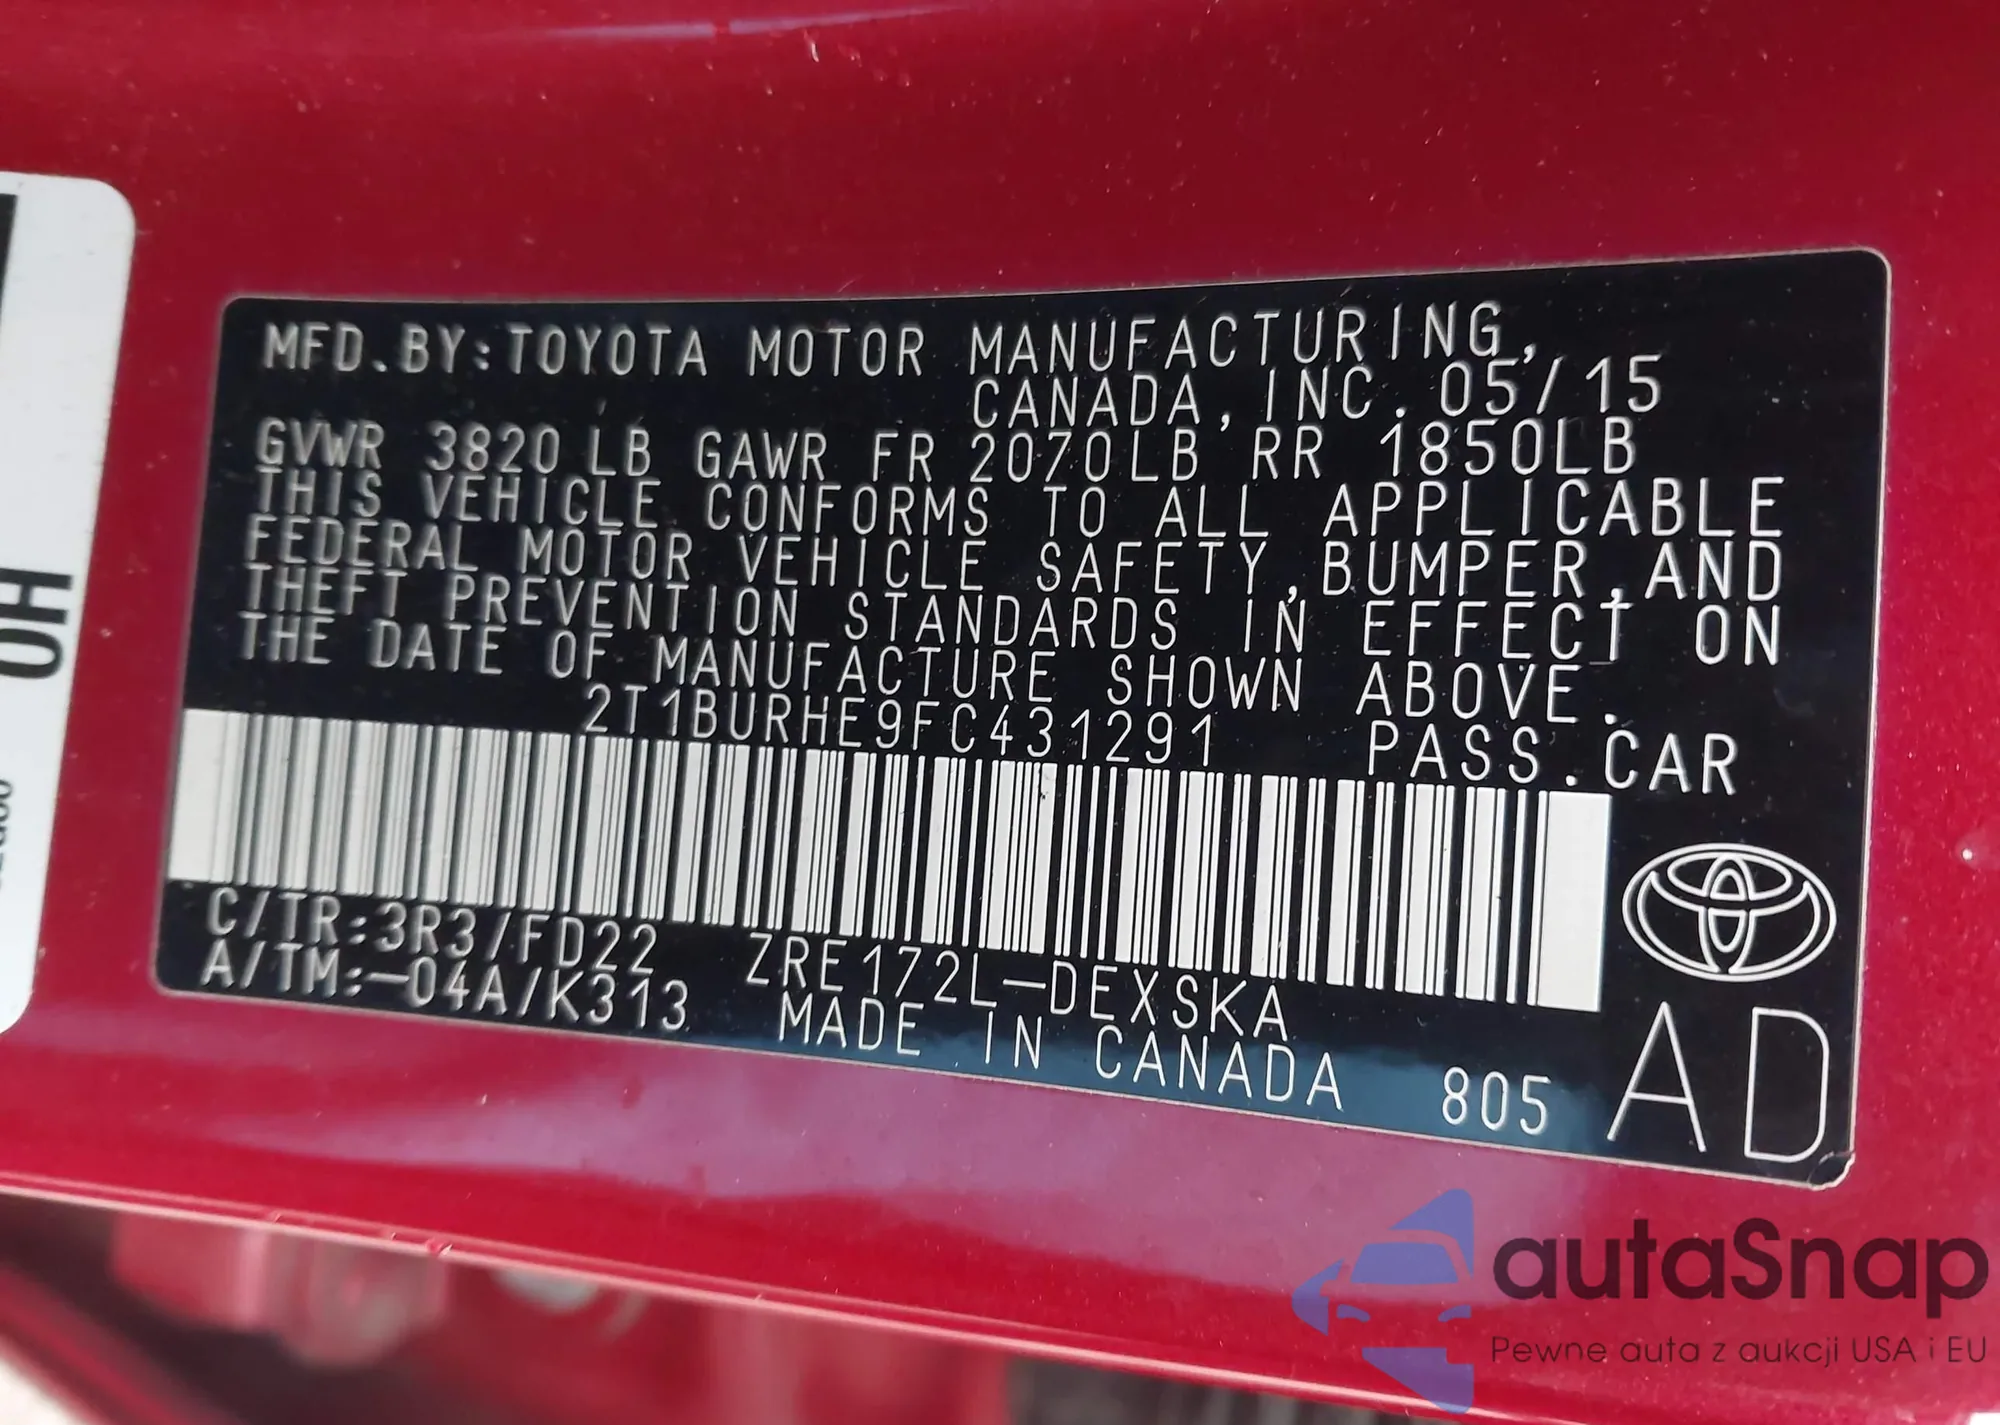 MFD.BY:TOYOTA MOTOR MANUFACTURING,
CANADA,INC. 05/15
GVWR 3820 LB GAWR FR 2070LB RR 1850LB
THIS VEHICLE CONFORMS TO ALL APPLICABLE
FEDERAL MOTOR VEHICLE SAFETY,BUMPER,AND
THEFT PREVENTION STANDARDS IN EFFECT ON
THE DATE OF MANUFACTURE SHOWN ABOVE.
2T1BURHE9FC431291 PASS.CAR
C/TR:3R3/FD22 ZRE172L-DEXSKA
A/TM:-04A/K313 MADE IN CANADA 805
AD
OH
autaSnap
Pewne auta z aukcji USA i EU